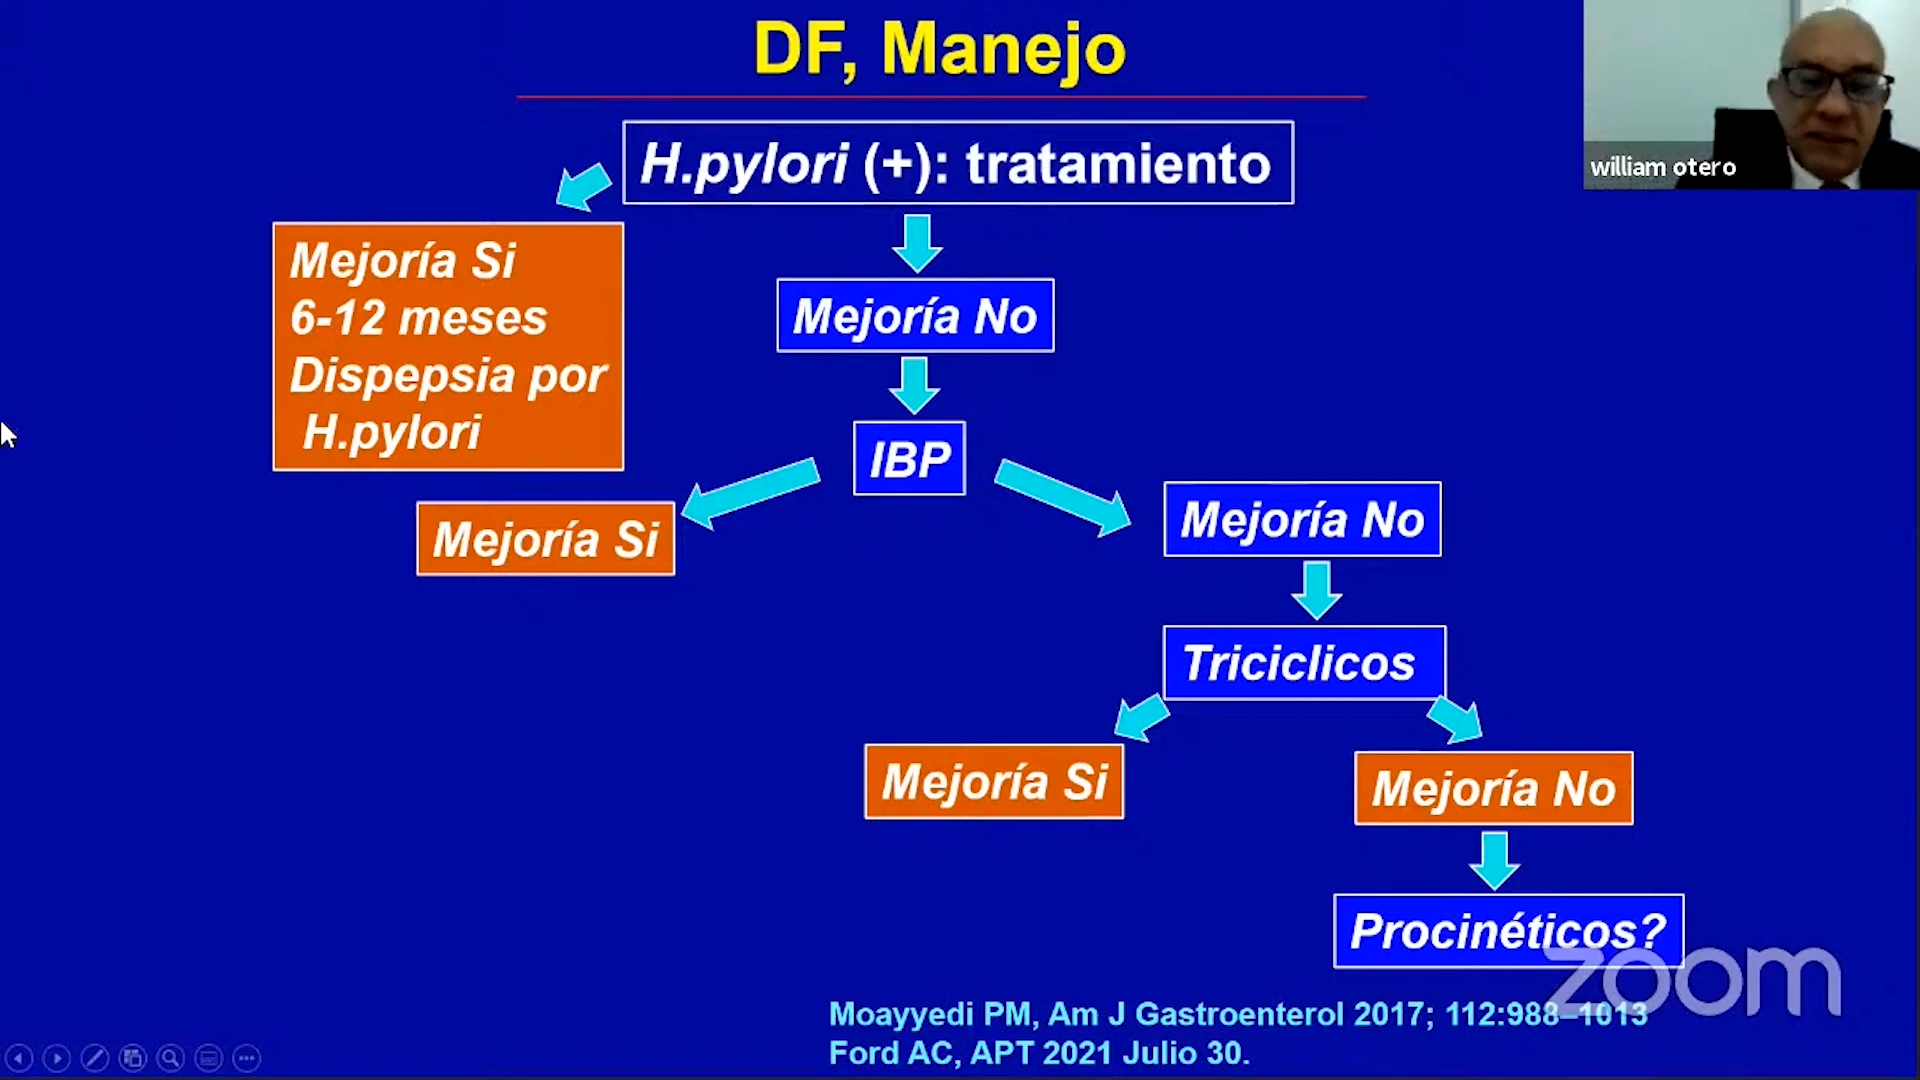 DF, Manejo
william otero
H.pylori (+): tratamiento
Mejoría Si
6-12 meses
Dispepsia por
H.pylori
Mejoría No
IBP
Mejoría Si
Mejoría No
Triciclicos
Mejoría Si
Mejoría No
Procinéticos?
zoom
Moayyedi PM, Am J Gastroenterol 2017; 112:988–1013
Ford AC, APT 2021 Julio 30.